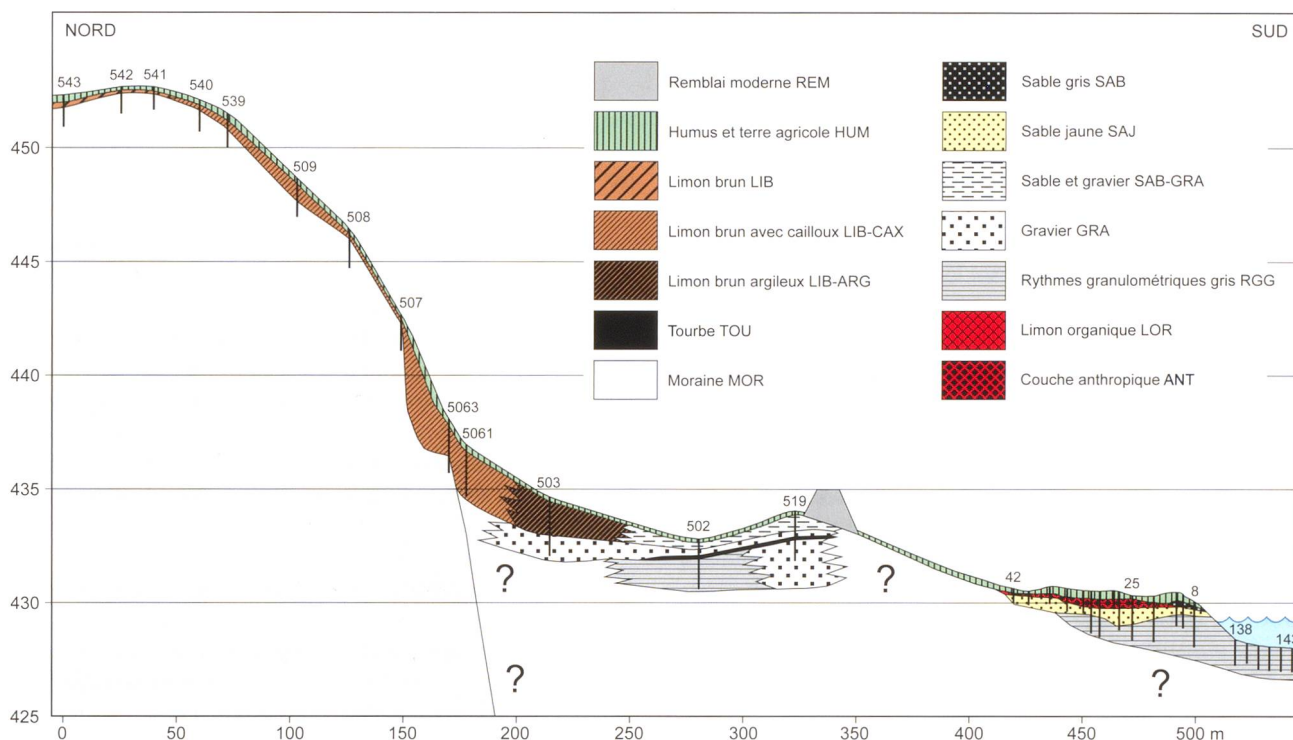 NORD
SUD
543
542
541
540
539
509
508
507
5063
5061
503
502
519
42
25
8
138
143
Remblai moderne REM
Humus et terre agricole HUM
Limon brun LIB
Limon brun avec cailloux LIB-CAX
Limon brun argileux LIB-ARG
Tourbe TOU
Moraine MOR
Sable gris SAB
Sable jaune SAJ
Sable et gravier SAB-GRA
Gravier GRA
Rythmes granulométriques gris RGG
Limon organique LOR
Couche anthropique ANT
450
445
440
435
430
425
?
?
?
?
0 50 100 150 200 250 300 350 400 450 500 m